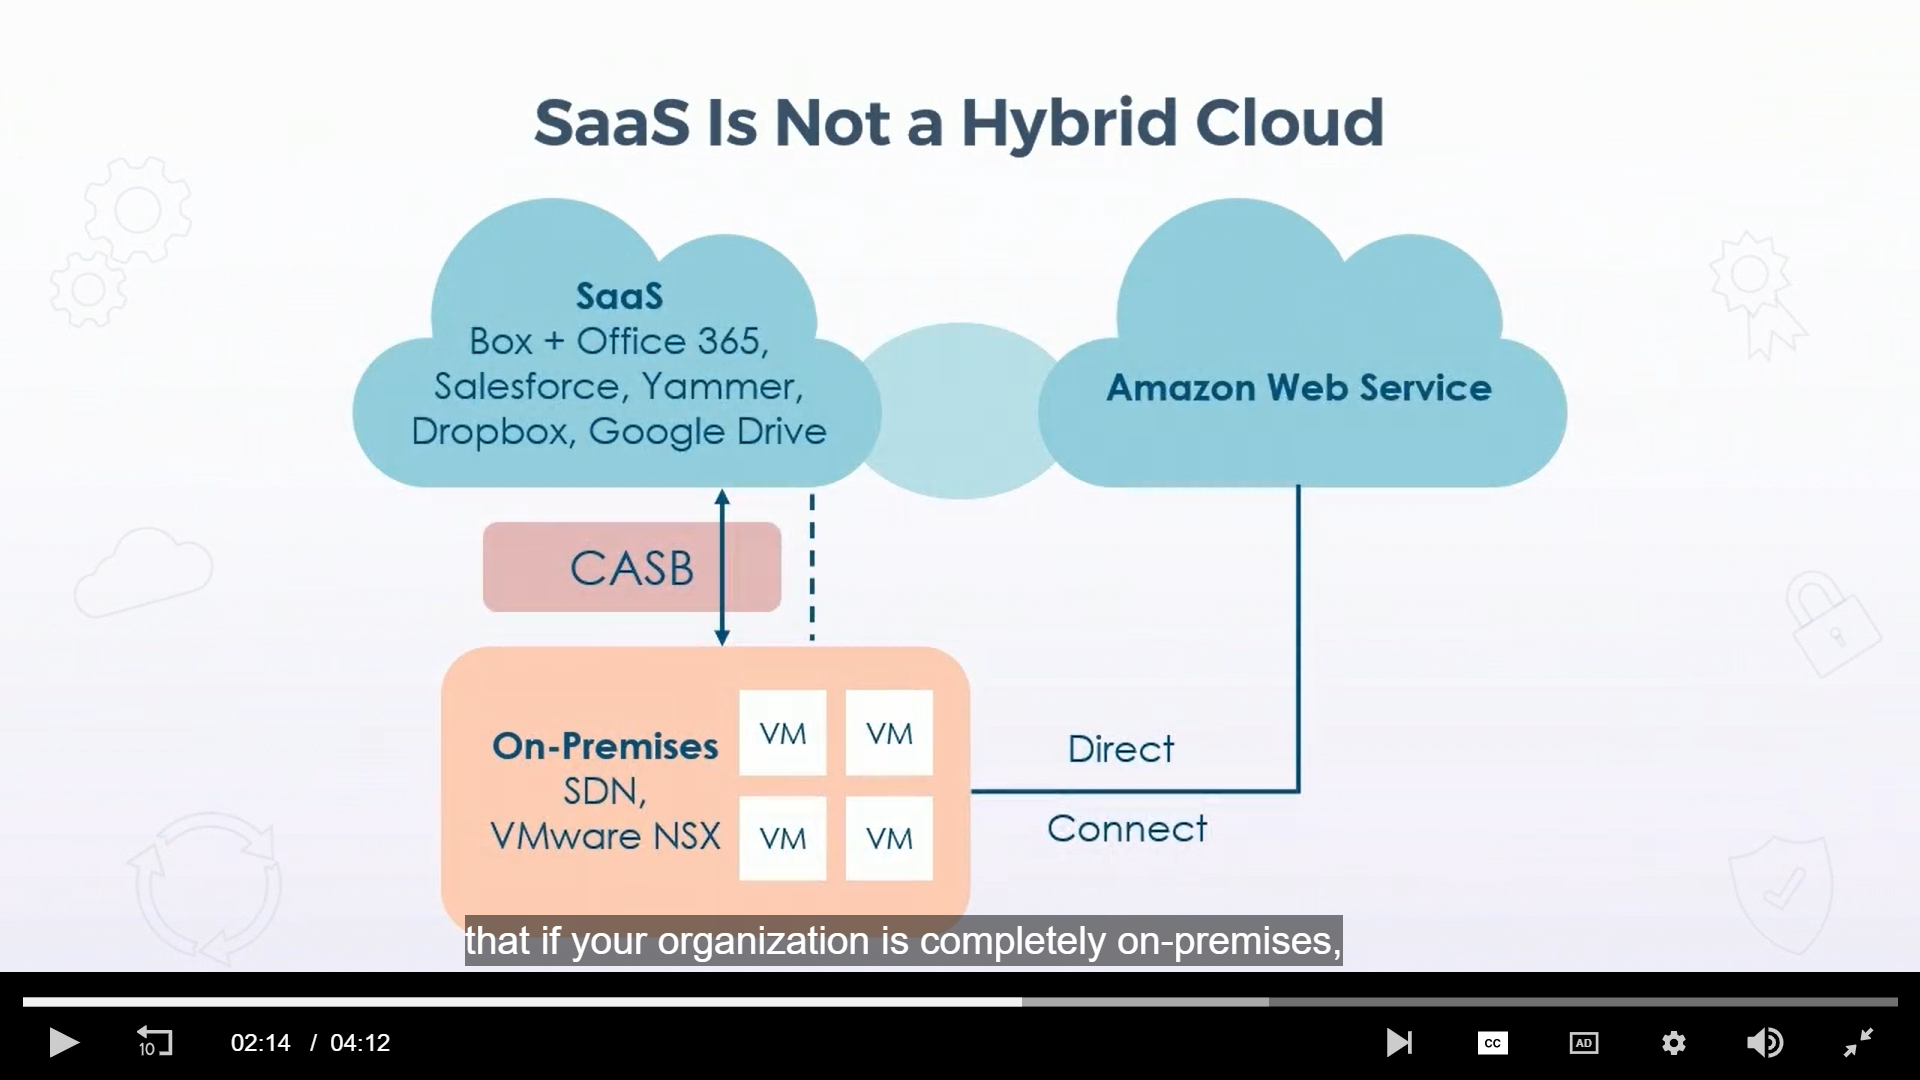 SaaS Is Not a Hybrid Cloud
SaaS
Box + Office 365,
Salesforce, Yammer,
Dropbox, Google Drive
Amazon Web Service
CASB
On-Premises
SDN,
VMware NSX
VM VM
VM VM
Direct
Connect
that if your organization is completely on-premises,
10 02:14 / 04:12 CC AD